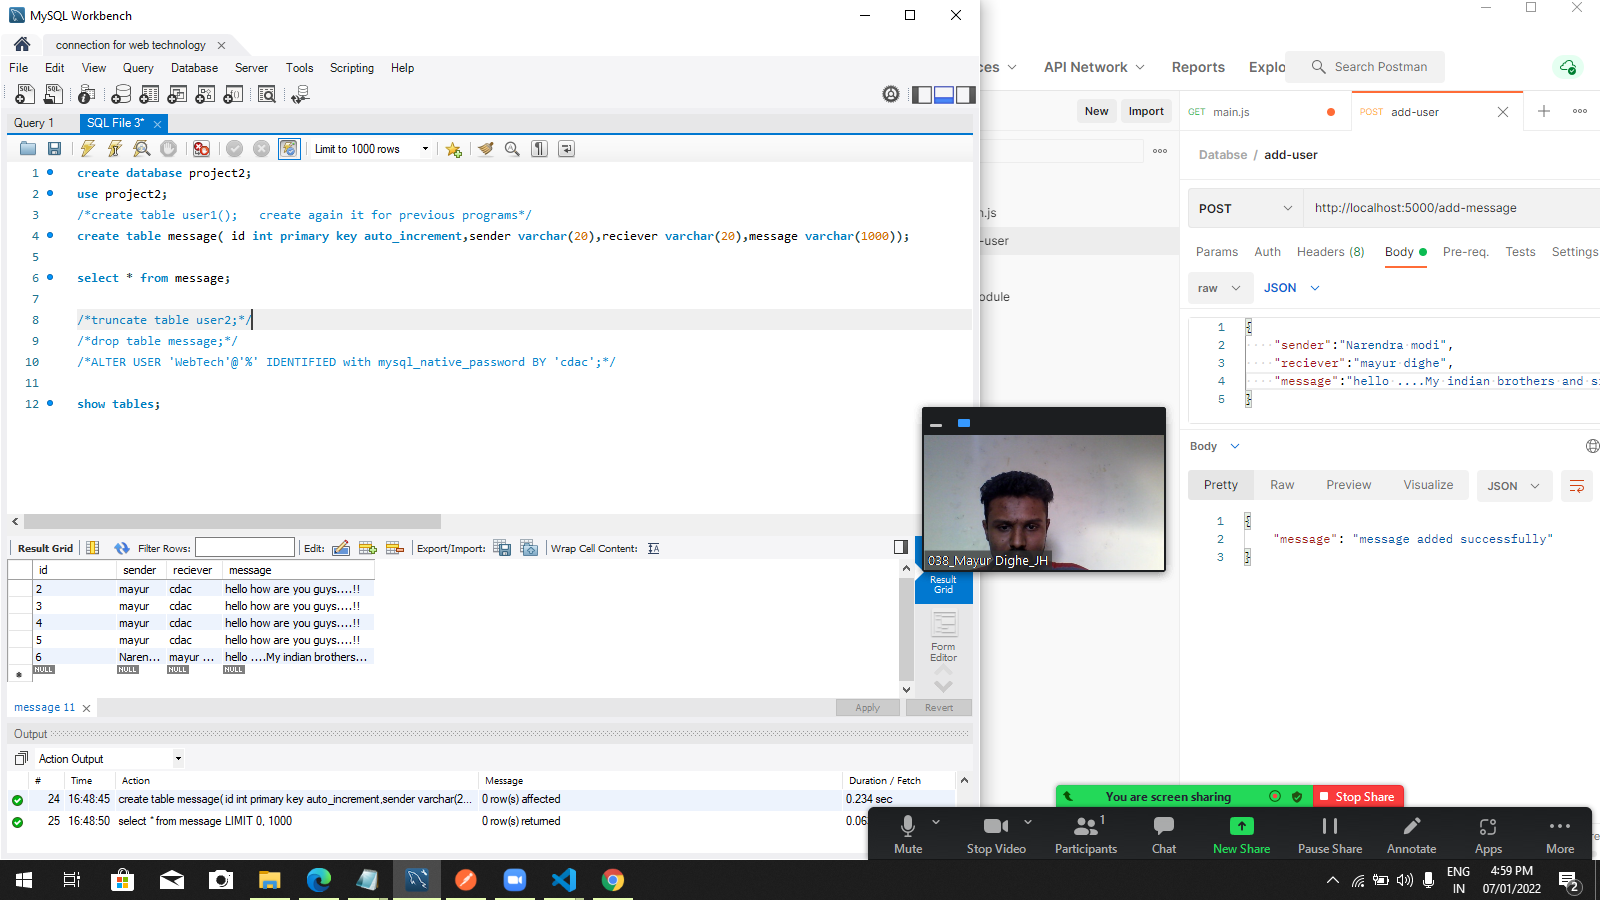 MySQL Workbench
connection for web technology
File Edit View Query Database Server Tools Scripting Help
Query 1
SQL File 3*
Limit to 1000 rows
1 create database project2;
2 use project2;
3 /*create table user1();   create again it for previous programs*/
4 create table message( id int primary key auto_increment,sender varchar(20),reciever varchar(20),message varchar(1000));
5
6 select * from message;
7
8 /*truncate table user2;*/
9 /*drop table message;*/
10 /*ALTER USER 'WebTech'@'%' IDENTIFIED with mysql_native_password BY 'cdac';*/
11
12 show tables;
Result Grid Filter Rows: Edit: Export/Import: Wrap Cell Content:
id sender reciever message
2 mayur cdac hello how are you guys....!!
3 mayur cdac hello how are you guys....!!
4 mayur cdac hello how are you guys....!!
5 mayur cdac hello how are you guys....!!
6 Naren... mayur ... hello ....My indian brothers...
NULL NULL NULL NULL
Result
Grid
Form
Editor
message 11
Apply Revert
Output
Action Output
# Time Action Message Duration / Fetch
24 16:48:45 create table message( id int primary key auto_increment,sender varchar(2... 0 row(s) affected 0.234 sec
25 16:48:50 select * from message LIMIT 0, 1000 0 row(s) returned 0.06
ces API Network Reports Explo Search Postman
New Import
GET main.js
POST add-user
Databse / add-user
n.js
-user
odule
POST http://localhost:5000/add-message
Params Auth Headers (8) Body Pre-req. Tests Settings
raw JSON
1 {
2 "sender":"Narendra modi",
3 "reciever":"mayur dighe",
4 "message":"hello ....My indian brothers and s
5 }
Body
Pretty Raw Preview Visualize JSON
1 {
2 "message": "message added successfully"
3 }
038_Mayur Dighe_JH
You are screen sharing Stop Share
Mute Stop Video Participants 1 Chat New Share Pause Share Annotate Apps More
ENG
IN
4:59 PM
07/01/2022
2